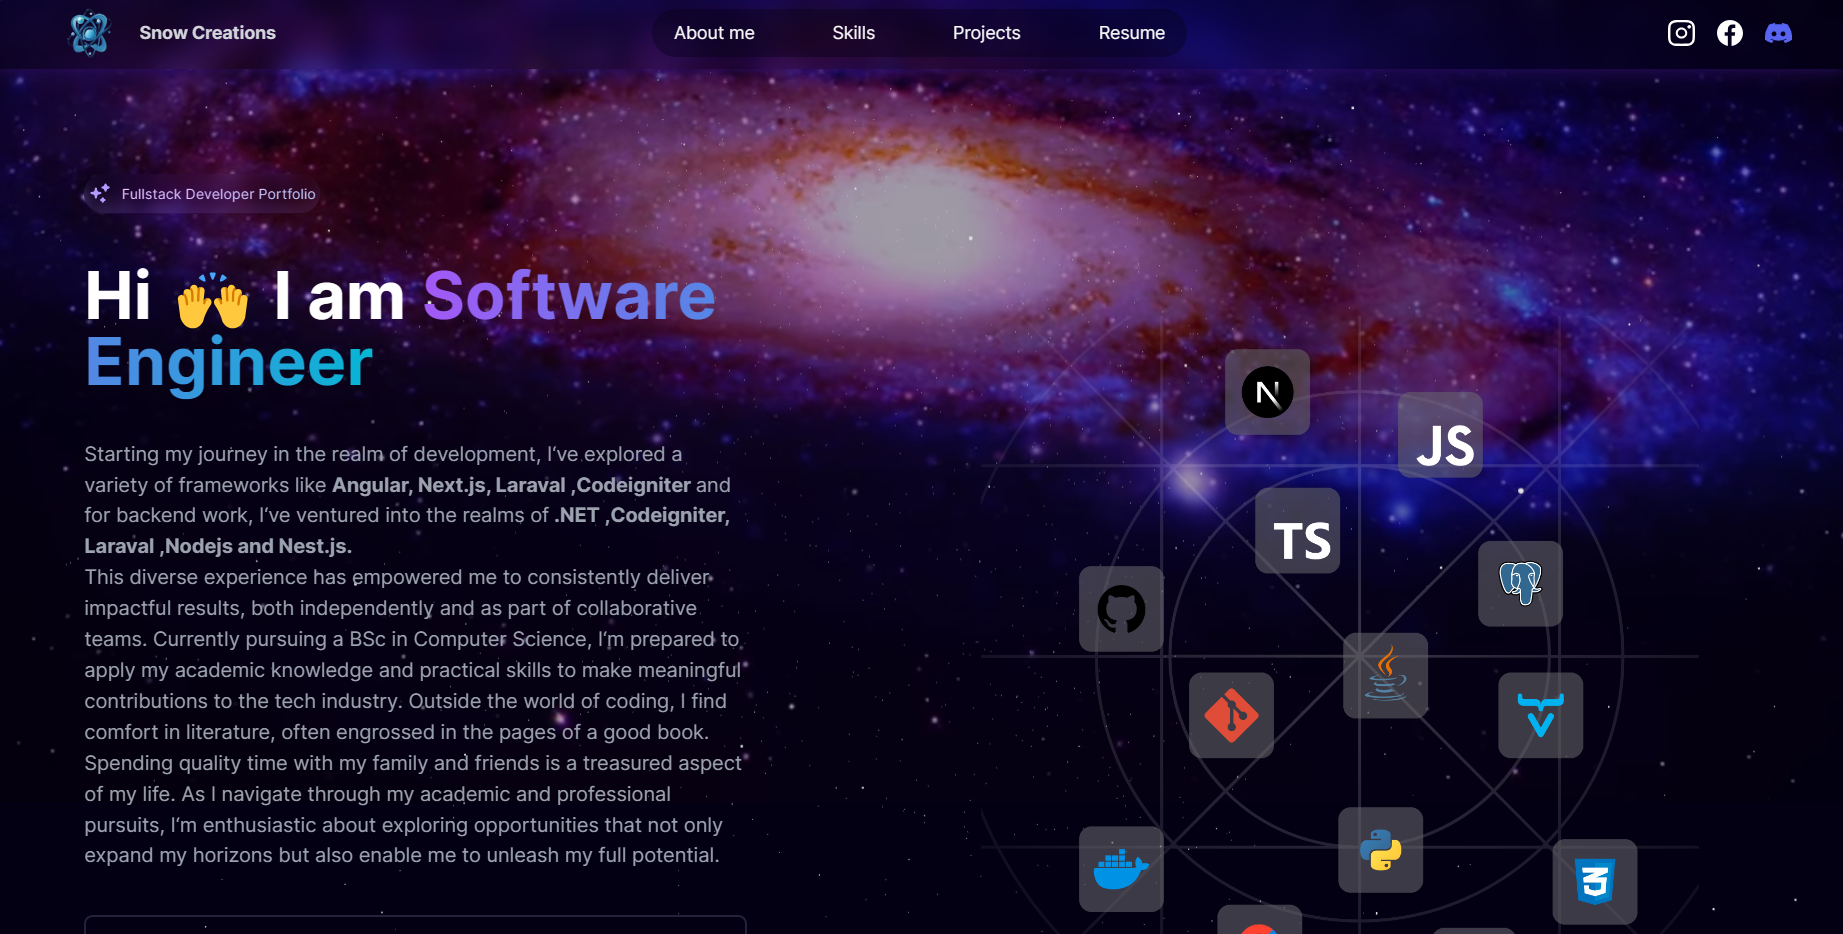 Snow Creations
About me
Skills
Projects
Resume
Fullstack Developer Portfolio
Hi 🙌 I am Software
Engineer
Starting my journey in the realm of development, I've explored a
variety of frameworks like Angular, Next.js, Laravel ,Codeigniter and
for backend work, I've ventured into the realms of .NET ,Codeigniter,
Laravel ,Nodejs and Nest.js.
This diverse experience has empowered me to consistently deliver
impactful results, both independently and as part of collaborative
teams. Currently pursuing a BSc in Computer Science, I'm prepared to
apply my academic knowledge and practical skills to make meaningful
contributions to the tech industry. Outside the world of coding, I find
comfort in literature, often engrossed in the pages of a good book.
Spending quality time with my family and friends is a treasured aspect
of my life. As I navigate through my academic and professional
pursuits, I'm enthusiastic about exploring opportunities that not only
expand my horizons but also enable me to unleash my full potential.
N
JS
TS
3